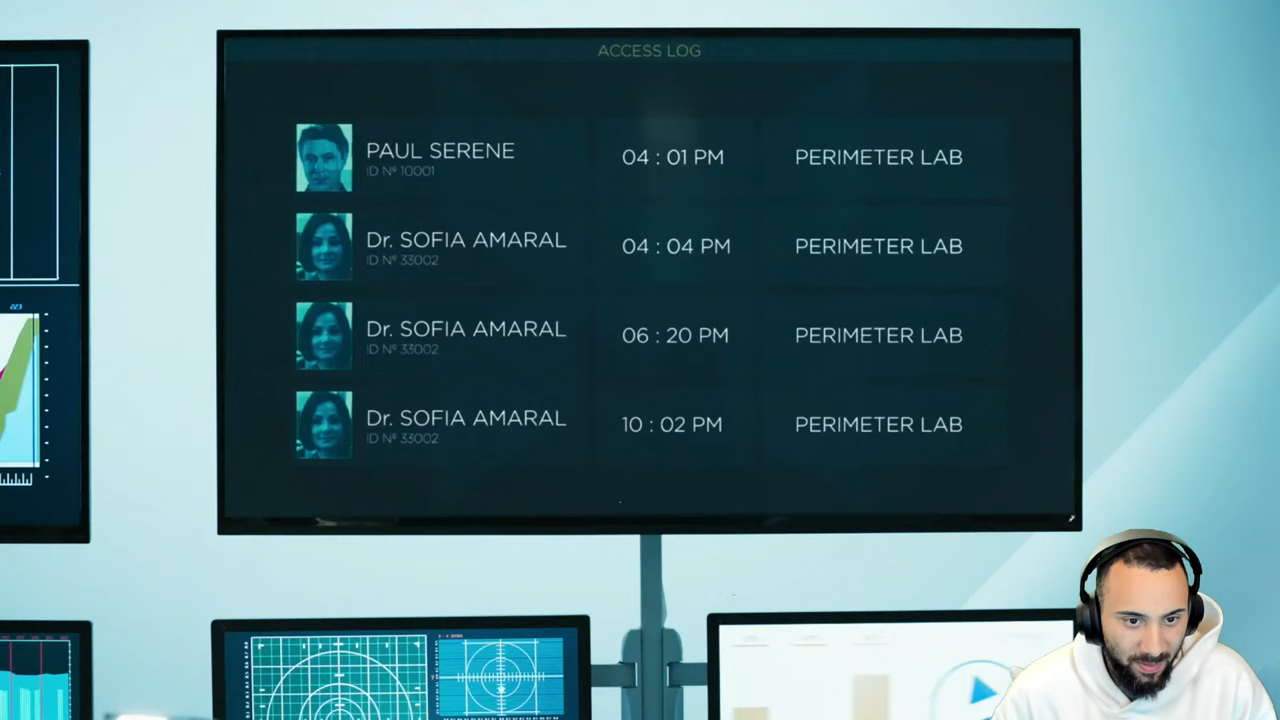 ACCESS LOG
PAUL SERENE
ID Nº 10001
04 : 01 PM
PERIMETER LAB
Dr. SOFIA AMARAL
ID Nº 33002
04 : 04 PM
PERIMETER LAB
Dr. SOFIA AMARAL
ID Nº 33002
06 : 20 PM
PERIMETER LAB
Dr. SOFIA AMARAL
ID Nº 33002
10 : 02 PM
PERIMETER LAB